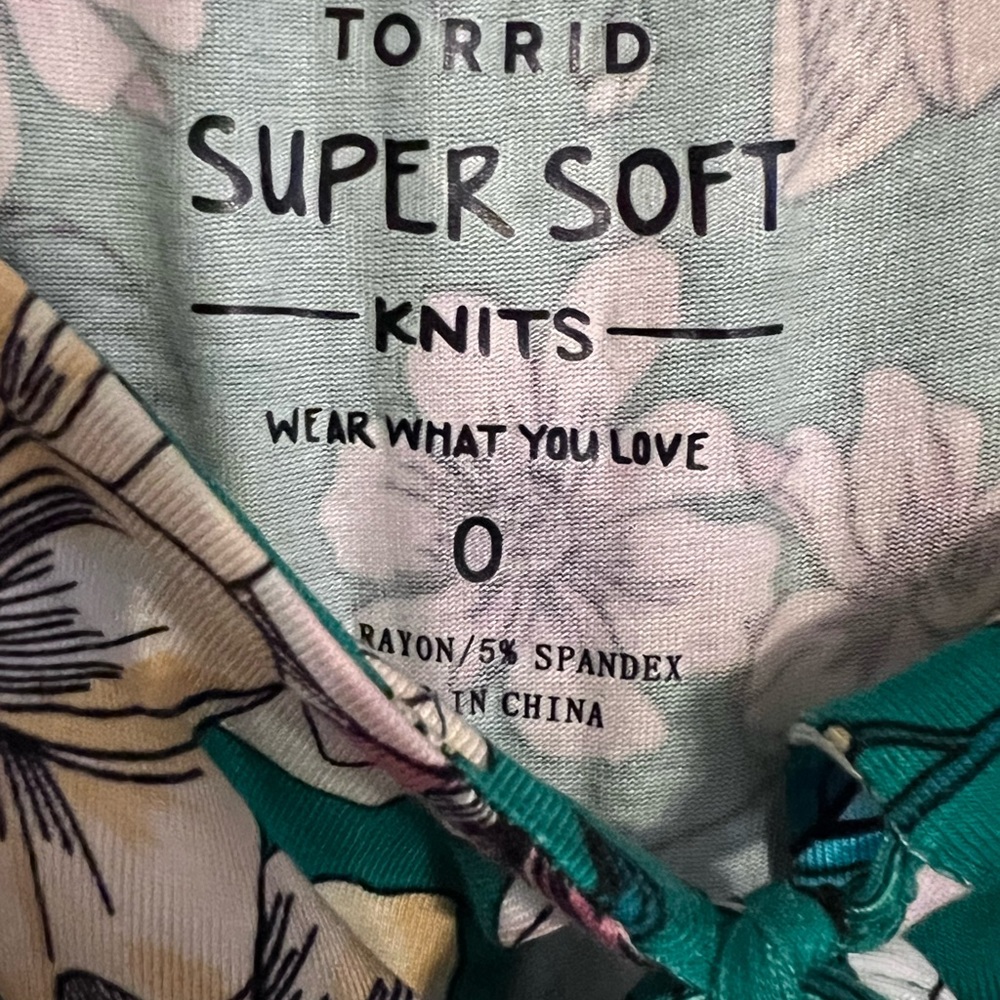 TORRID
SUPER SOFT
KNITS
WEAR WHAT YOU LOVE
0
RAYON/5% SPANDEX
IN CHINA